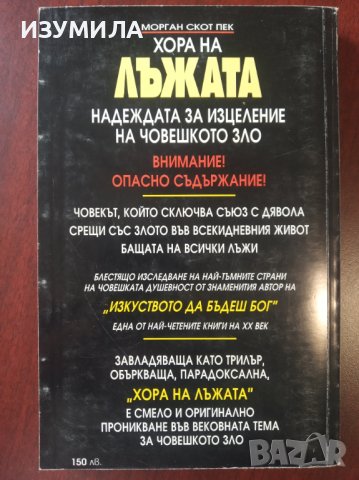 ИЗУМИЛА
МОРГАН СКОТ ПЕК
ХОРА НА
ЛЪЖАТА
НАДЕЖДАТА ЗА ИЗЦЕЛЕНИЕ
НА ЧОВЕШКОТО ЗЛО
ВНИМАНИЕ!
ОПАСНО СЪДЪРЖАНИЕ!
ЧОВЕКЪТ, КОЙТО СКЛЮЧВА СЪЮЗ С ДЯВОЛА
СРЕЩИ СЪС ЗЛОТО ВЪВ ВСЕКИДНЕВНИЯ ЖИВОТ
БАЩАТА НА ВСИЧКИ ЛЪЖИ
БЛЕСТЯЩО ИЗСЛЕДВАНЕ НА НАЙ-ТЪМНИТЕ СТРАНИ
НА ЧОВЕШКАТА ДУШЕВНОСТ ОТ ЗНАМЕНИТИЯ АВТОР НА
„ИЗКУСТВОТО ДА БЪДЕШ БОГ"
ЕДНА ОТ НАЙ-ЧЕТЕНИТЕ КНИГИ НА XX ВЕК
ЗАВЛАДЯВАЩА КАТО ТРИЛЪР,
ОБЪРКВАЩА, ПАРАДОКСАЛНА,
„ХОРА НА ЛЪЖАТА"
Е СМЕЛО И ОРИГИНАЛНО
ПРОНИКВАНЕ ВЪВ ВЕКОВНАТА ТЕМА
ЗА ЧОВЕШКОТО ЗЛО
150 лв.
BAZAR